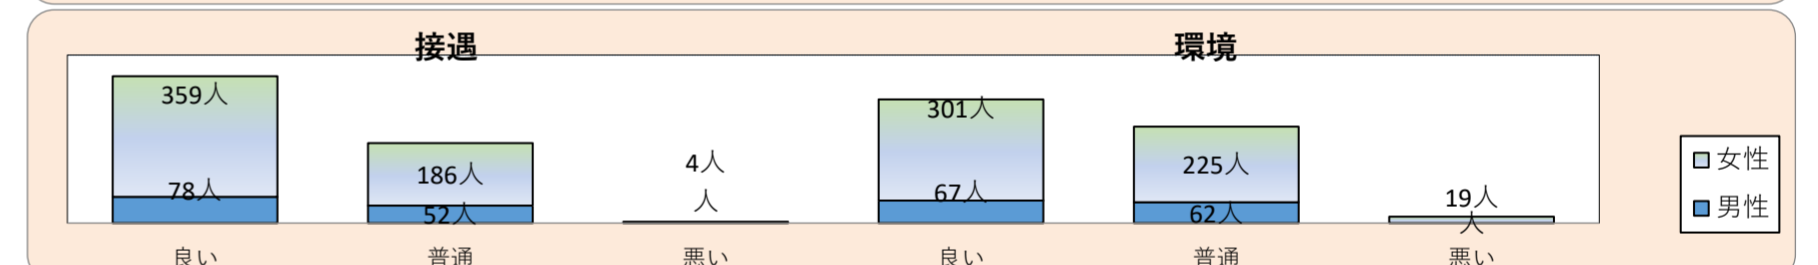 接遇
環境
359人
78人
186人
52人
4人
人
301人
67人
225人
62人
19人
人
良い
普通
悪い
良い
普通
悪い
女性
男性